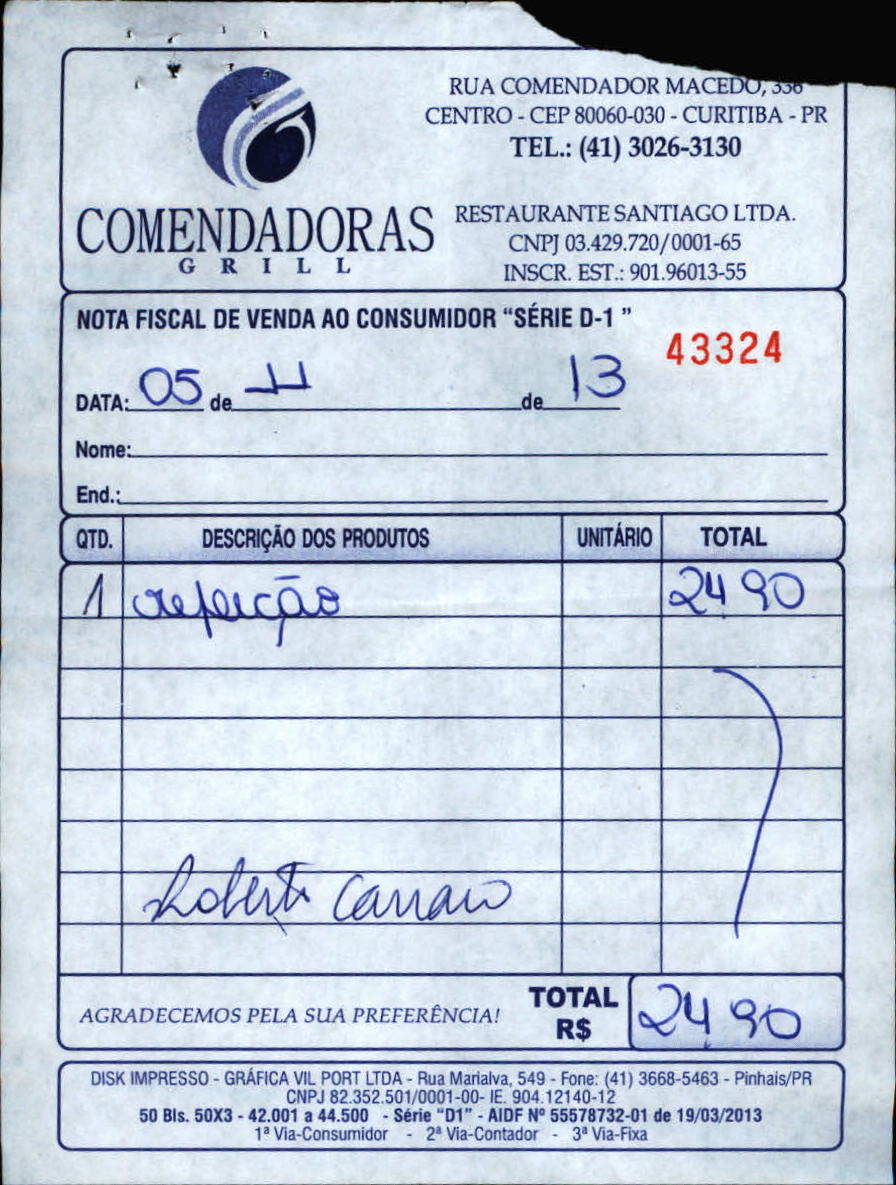 RUA COMENDADOR MACEDO, 336
CENTRO - CEP 80060-030 - CURITIBA - PR
TEL.: (41) 3026-3130
COMENDADORAS
GRILL
RESTAURANTE SANTIAGO LTDA.
CNPJ 03.429.720/0001-65
INSCR. EST.: 901.96013-55
NOTA FISCAL DE VENDA AO CONSUMIDOR "SÉRIE D-1 "
43324
DATA: 05 de 11 de 13
Nome:
End.:
QTD. DESCRIÇÃO DOS PRODUTOS UNITÁRIO TOTAL
1 refeição 24 90
Roberto Carraro
AGRADECEMOS PELA SUA PREFERÊNCIA! TOTAL R$ 24 90
DISK IMPRESSO - GRÁFICA VIL PORT LTDA - Rua Marialva, 549 - Fone: (41) 3668-5463 - Pinhais/PR
CNPJ 82.352.501/0001-00- IE. 904.12140-12
50 Bls. 50X3 - 42.001 a 44.500 - Série "D1" - AIDF Nº 55578732-01 de 19/03/2013
1ª Via-Consumidor - 2ª Via-Contador - 3ª Via-Fixa